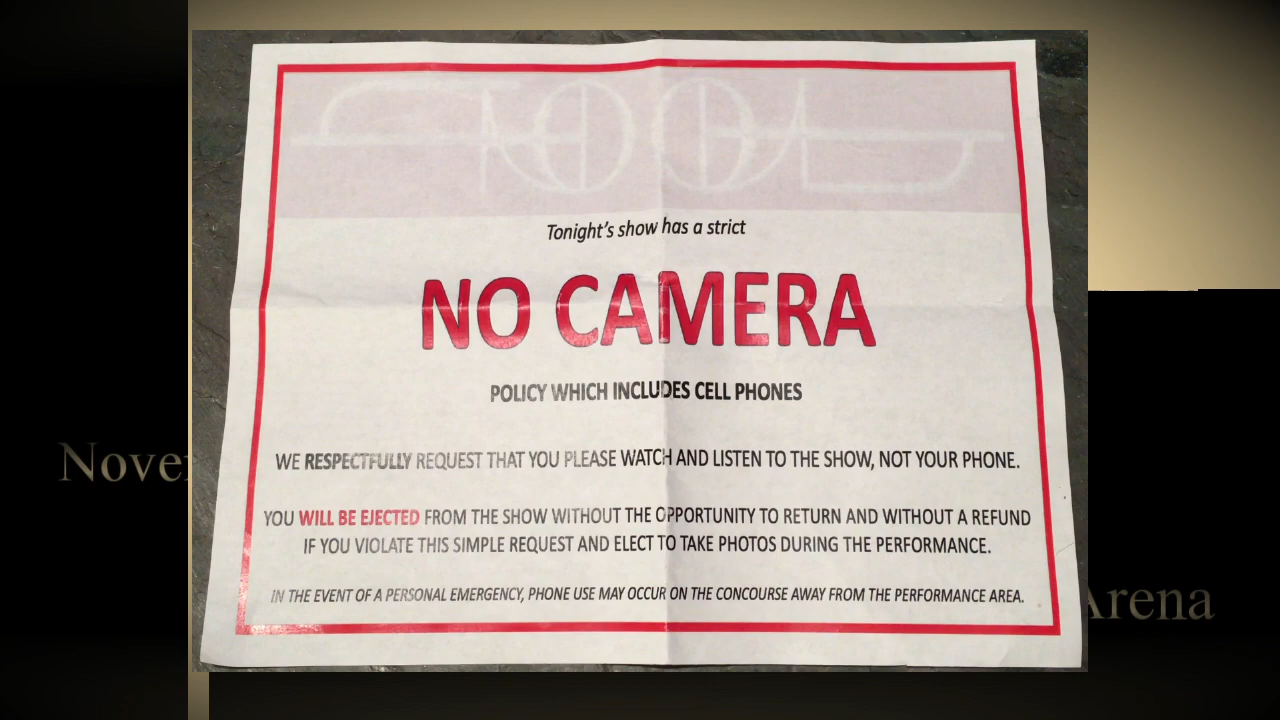 TOOL
Tonight's show has a strict
NO CAMERA
POLICY WHICH INCLUDES CELL PHONES
WE RESPECTFULLY REQUEST THAT YOU PLEASE WATCH AND LISTEN TO THE SHOW, NOT YOUR PHONE.
YOU WILL BE EJECTED FROM THE SHOW WITHOUT THE OPPORTUNITY TO RETURN AND WITHOUT A REFUND
IF YOU VIOLATE THIS SIMPLE REQUEST AND ELECT TO TAKE PHOTOS DURING THE PERFORMANCE.
IN THE EVENT OF A PERSONAL EMERGENCY, PHONE USE MAY OCCUR ON THE CONCOURSE AWAY FROM THE PERFORMANCE AREA.
Arena